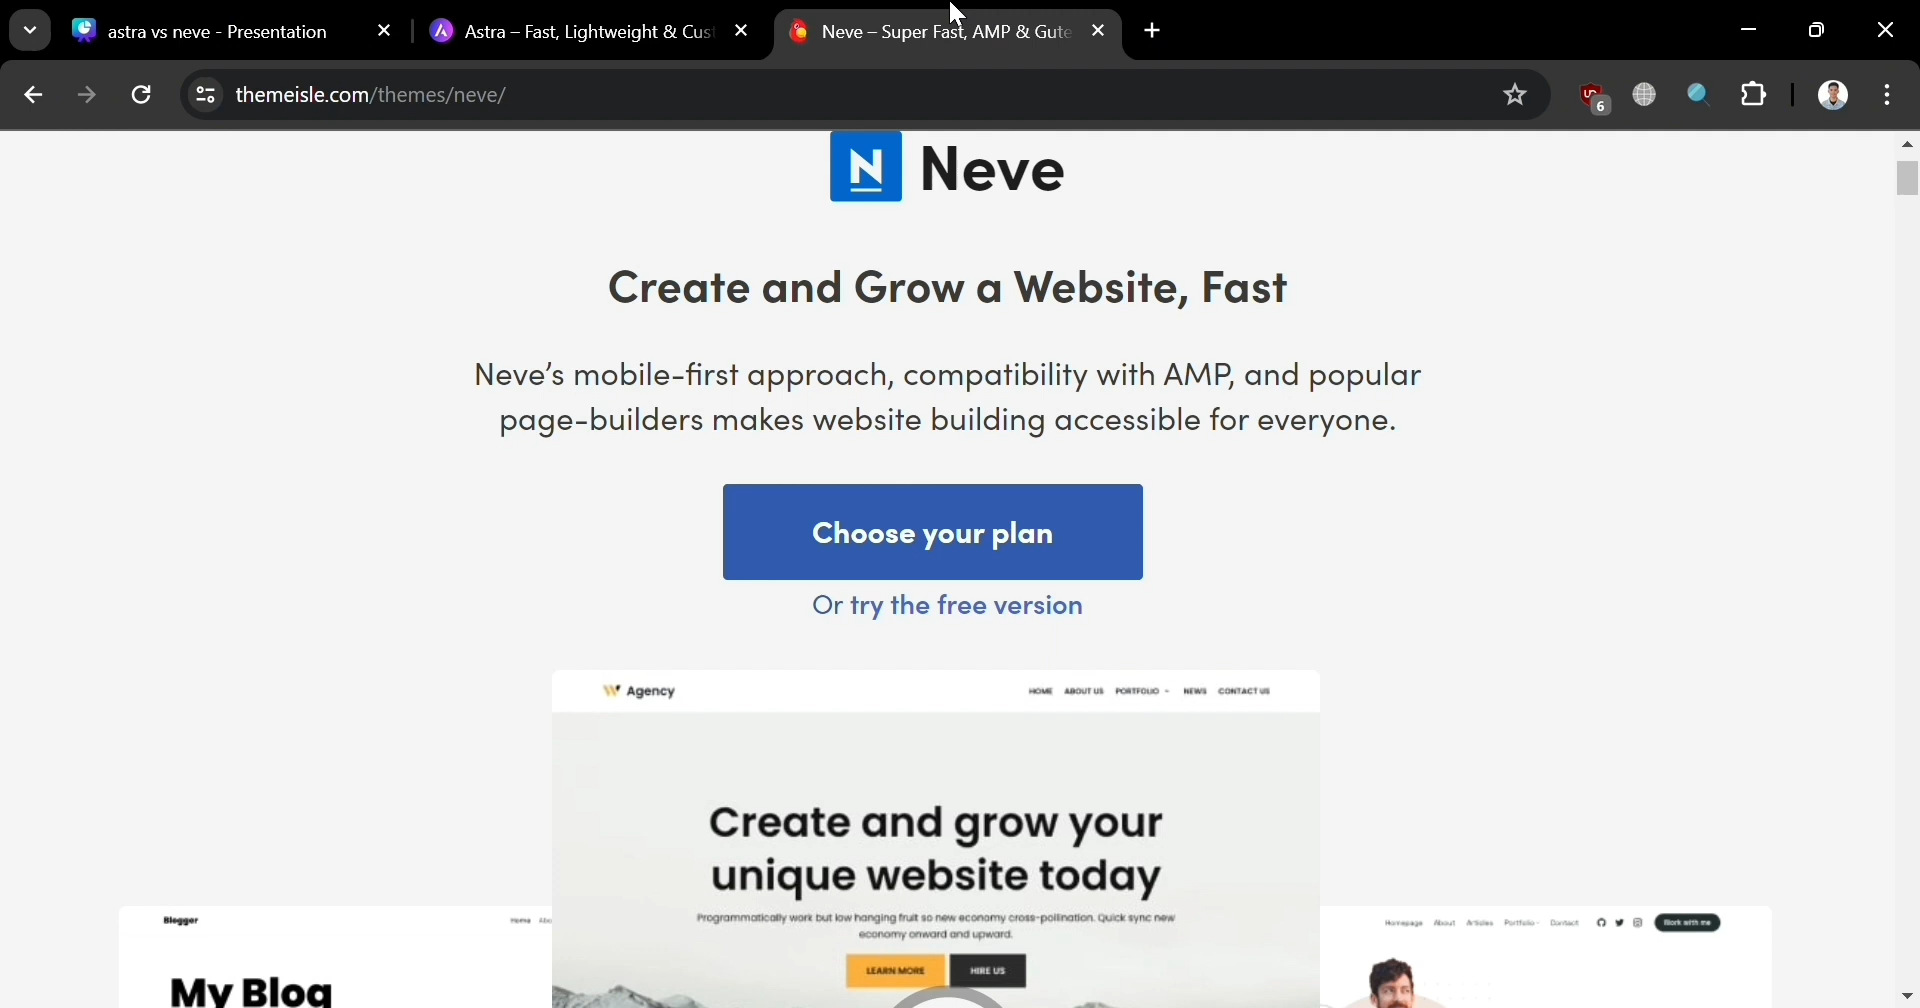 astra vs neve - Presentation
Astra – Fast, Lightweight & Cust
Neve – Super Fast, AMP & Gute
themeisle.com/themes/neve/
6
N Neve
Create and Grow a Website, Fast
Neve's mobile-first approach, compatibility with AMP, and popular
page-builders makes website building accessible for everyone.
Choose your plan
Or try the free version
W Agency
HOME ABOUT US PORTFOLIO NEWS CONTACT US
Create and grow your
unique website today
Programmatically work but low hanging fruit so new economy cross-pollination. Quick sync new
economy onward and upward.
LEARN MORE HIRE US
Blogger
Home Abo
My Blog
Homepage About Articles Portfolio Contact Work with me